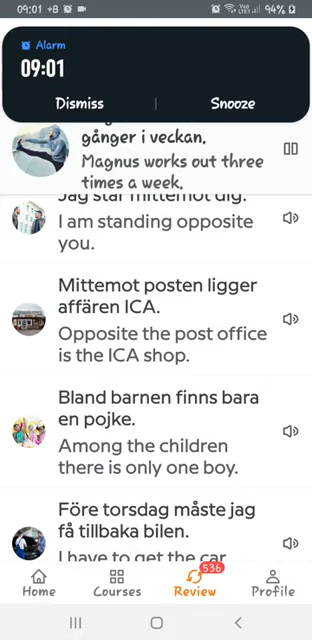 09:01 +B
94%
Alarm
09:01
Dismiss | Snooze
gånger i veckan.
Magnus works out three
times a week.
Jag står mittemot dig.
I am standing opposite
you.
Mittemot posten ligger
affären ICA.
Opposite the post office
is the ICA shop.
Bland barnen finns bara
en pojke.
Among the children
there is only one boy.
Före torsdag måste jag
få tillbaka bilen.
I have to get the car
536
Home
Courses
Review
Profile